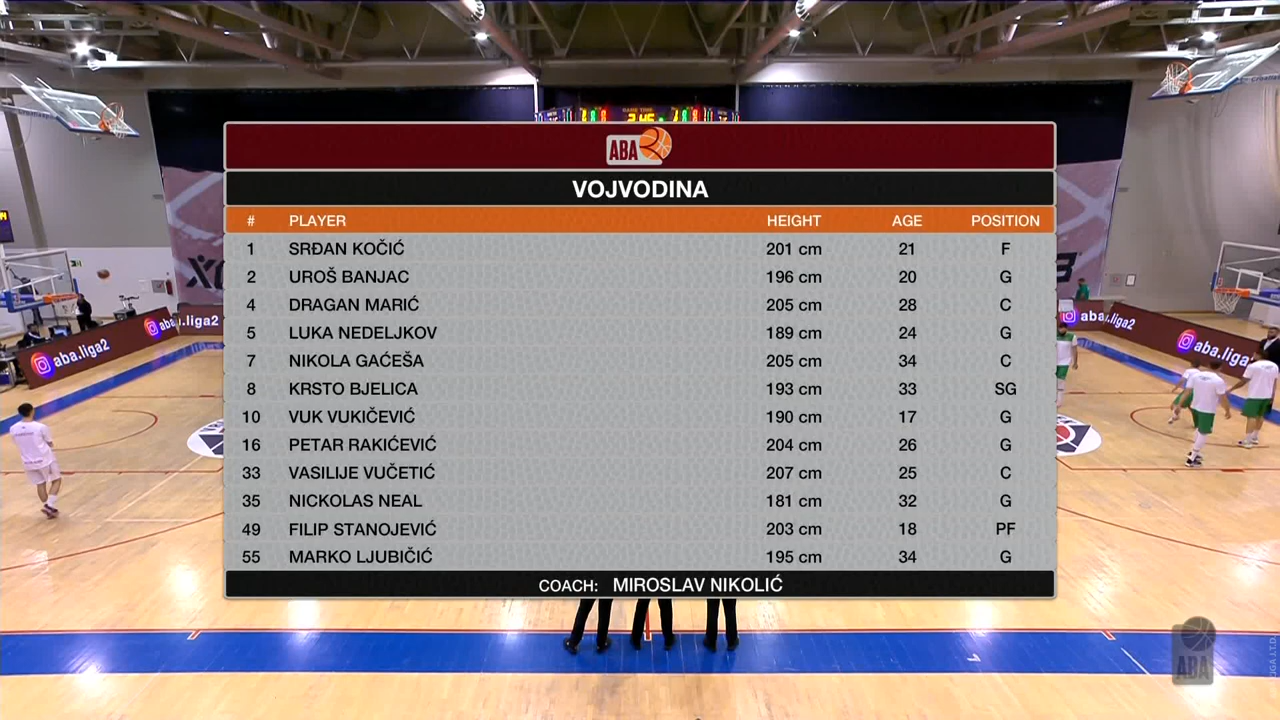 ABA 2
VOJVODINA
# PLAYER HEIGHT AGE POSITION
1 SRĐAN KOČIĆ 201 cm 21 F
2 UROŠ BANJAC 196 cm 20 G
4 DRAGAN MARIĆ 205 cm 28 C
5 LUKA NEDELJKOV 189 cm 24 G
7 NIKOLA GAĆEŠA 205 cm 34 C
8 KRSTO BJELICA 193 cm 33 SG
10 VUK VUKIČEVIĆ 190 cm 17 G
16 PETAR RAKIĆEVIĆ 204 cm 26 G
33 VASILIJE VUČETIĆ 207 cm 25 C
35 NICKOLAS NEAL 181 cm 32 G
49 FILIP STANOJEVIĆ 203 cm 18 PF
55 MARKO LJUBIČIĆ 195 cm 34 G
COACH: MIROSLAV NIKOLIĆ
aba.liga2
aba.liga2
aba.liga2
aba.liga
ABA